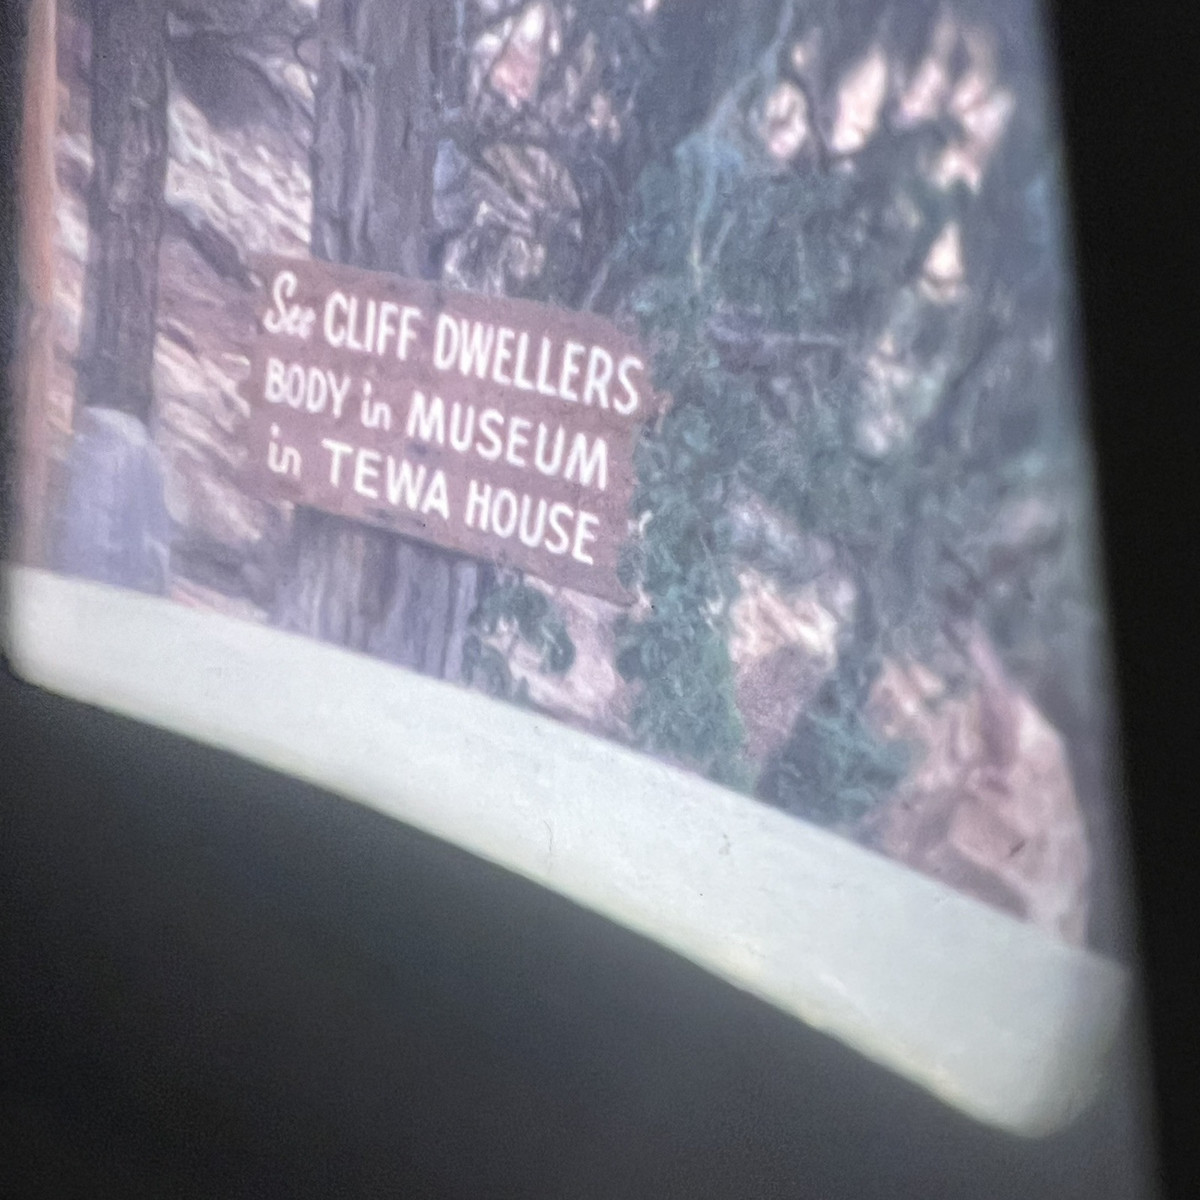 See CLIFF DWELLERS
BODY in MUSEUM
in TEWA HOUSE